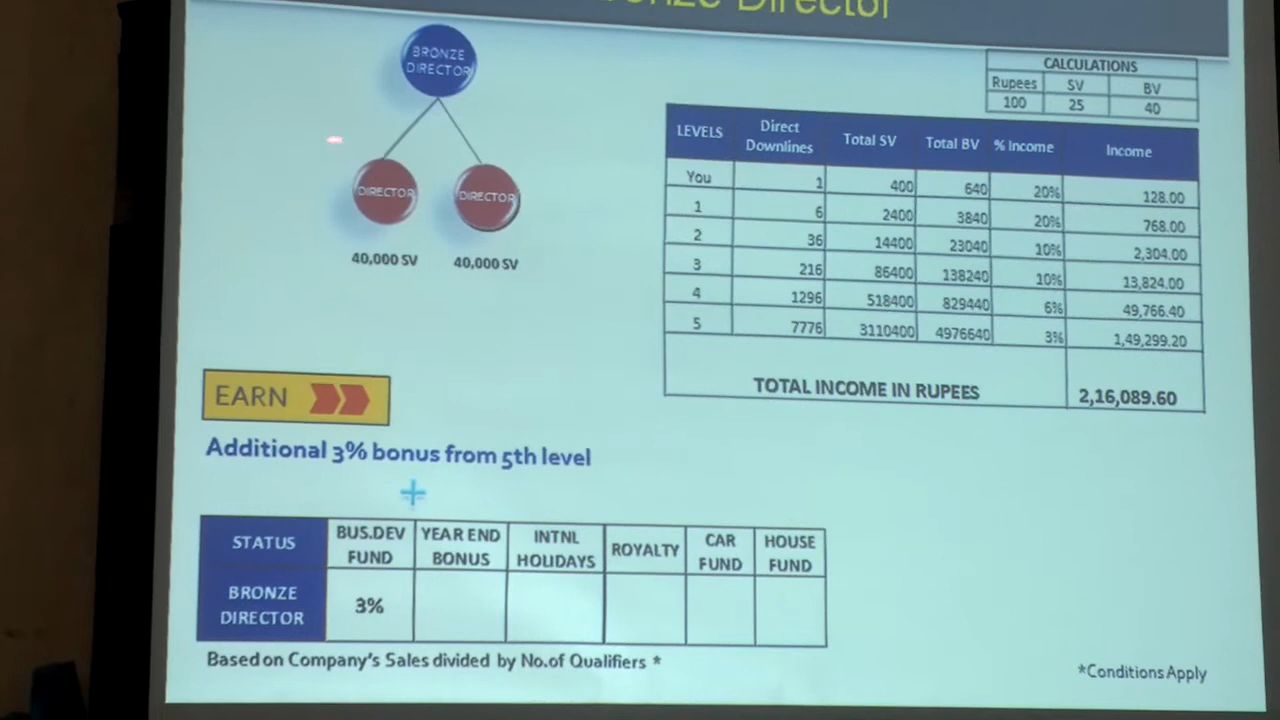 Bronze Director
BRONZE
DIRECTOR
DIRECTOR DIRECTOR
40,000 SV 40,000 SV
CALCULATIONS
Rupees SV BV
100 25 40
LEVELS Direct Downlines Total SV Total BV % Income Income
You 1 400 640 20% 128.00
1 6 2400 3840 20% 768.00
2 36 14400 23040 10% 2,304.00
3 216 86400 138240 10% 13,824.00
4 1296 518400 829440 6% 49,766.40
5 7776 3110400 4976640 3% 1,49,299.20
TOTAL INCOME IN RUPEES 2,16,089.60
EARN
Additional 3% bonus from 5th level
+
STATUS BUS.DEV FUND YEAR END BONUS INTNL HOLIDAYS ROYALTY CAR FUND HOUSE FUND
BRONZE DIRECTOR 3%
Based on Company's Sales divided by No.of Qualifiers *
*Conditions Apply